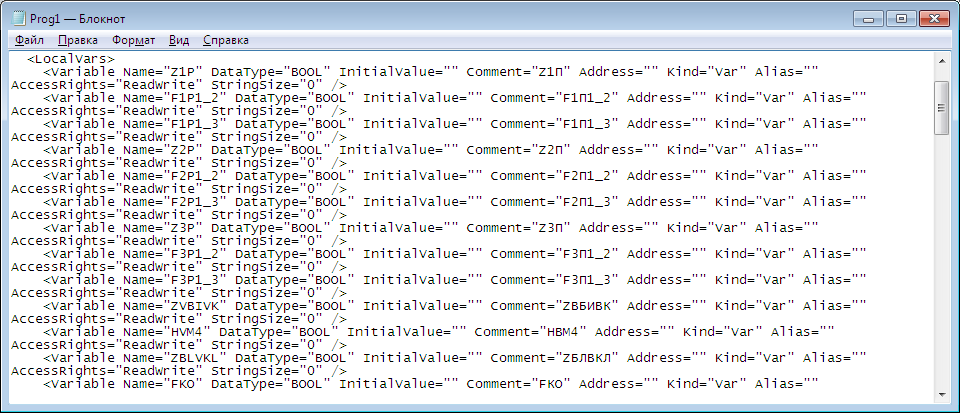 Prog1 — Блокнот
Файл Правка Формат Вид Справка
<LocalVars>
<Variable Name="Z1P" DataType="BOOL" InitialValue="" Comment="Z1П" Address="" Kind="Var" Alias=""
AccessRights="ReadWrite" StringSize="0" />
<Variable Name="F1P1_2" DataType="BOOL" InitialValue="" Comment="F1П1_2" Address="" Kind="Var" Alias=""
AccessRights="ReadWrite" StringSize="0" />
<Variable Name="F1P1_3" DataType="BOOL" InitialValue="" Comment="F1П1_3" Address="" Kind="Var" Alias=""
AccessRights="ReadWrite" StringSize="0" />
<Variable Name="Z2P" DataType="BOOL" InitialValue="" Comment="Z2П" Address="" Kind="Var" Alias=""
AccessRights="ReadWrite" StringSize="0" />
<Variable Name="F2P1_2" DataType="BOOL" InitialValue="" Comment="F2П1_2" Address="" Kind="Var" Alias=""
AccessRights="ReadWrite" StringSize="0" />
<Variable Name="F2P1_3" DataType="BOOL" InitialValue="" Comment="F2П1_3" Address="" Kind="Var" Alias=""
AccessRights="ReadWrite" StringSize="0" />
<Variable Name="Z3P" DataType="BOOL" InitialValue="" Comment="Z3П" Address="" Kind="Var" Alias=""
AccessRights="ReadWrite" StringSize="0" />
<Variable Name="F3P1_2" DataType="BOOL" InitialValue="" Comment="F3П1_2" Address="" Kind="Var" Alias=""
AccessRights="ReadWrite" StringSize="0" />
<Variable Name="F3P1_3" DataType="BOOL" InitialValue="" Comment="F3П1_3" Address="" Kind="Var" Alias=""
AccessRights="ReadWrite" StringSize="0" />
<Variable Name="ZVBIVK" DataType="BOOL" InitialValue="" Comment="ZВБИВК" Address="" Kind="Var" Alias=""
AccessRights="ReadWrite" StringSize="0" />
<Variable Name="HVM4" DataType="BOOL" InitialValue="" Comment="НВМ4" Address="" Kind="Var" Alias=""
AccessRights="ReadWrite" StringSize="0" />
<Variable Name="ZBLVKL" DataType="BOOL" InitialValue="" Comment="ZБЛВКЛ" Address="" Kind="Var" Alias=""
AccessRights="ReadWrite" StringSize="0" />
<Variable Name="FKO" DataType="BOOL" InitialValue="" Comment="FКО" Address="" Kind="Var" Alias=""